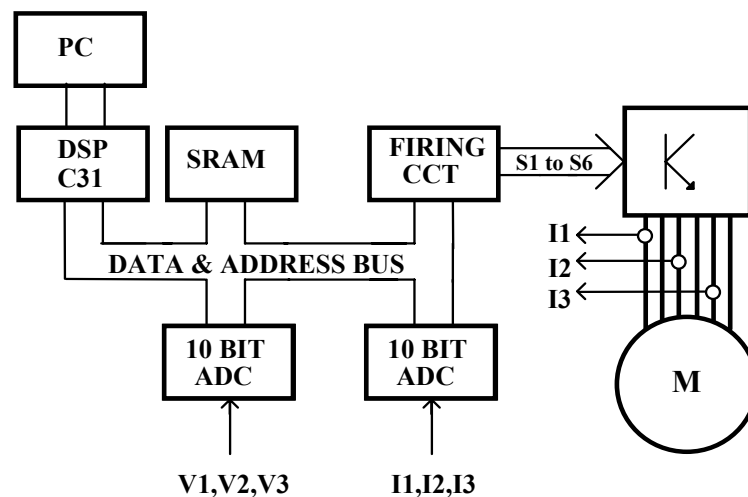 PC
DSP
C31
SRAM
FIRING
CCT
S1 to S6
I1
I2
I3
DATA & ADDRESS BUS
10 BIT
ADC
10 BIT
ADC
M
V1,V2,V3
I1,I2,I3